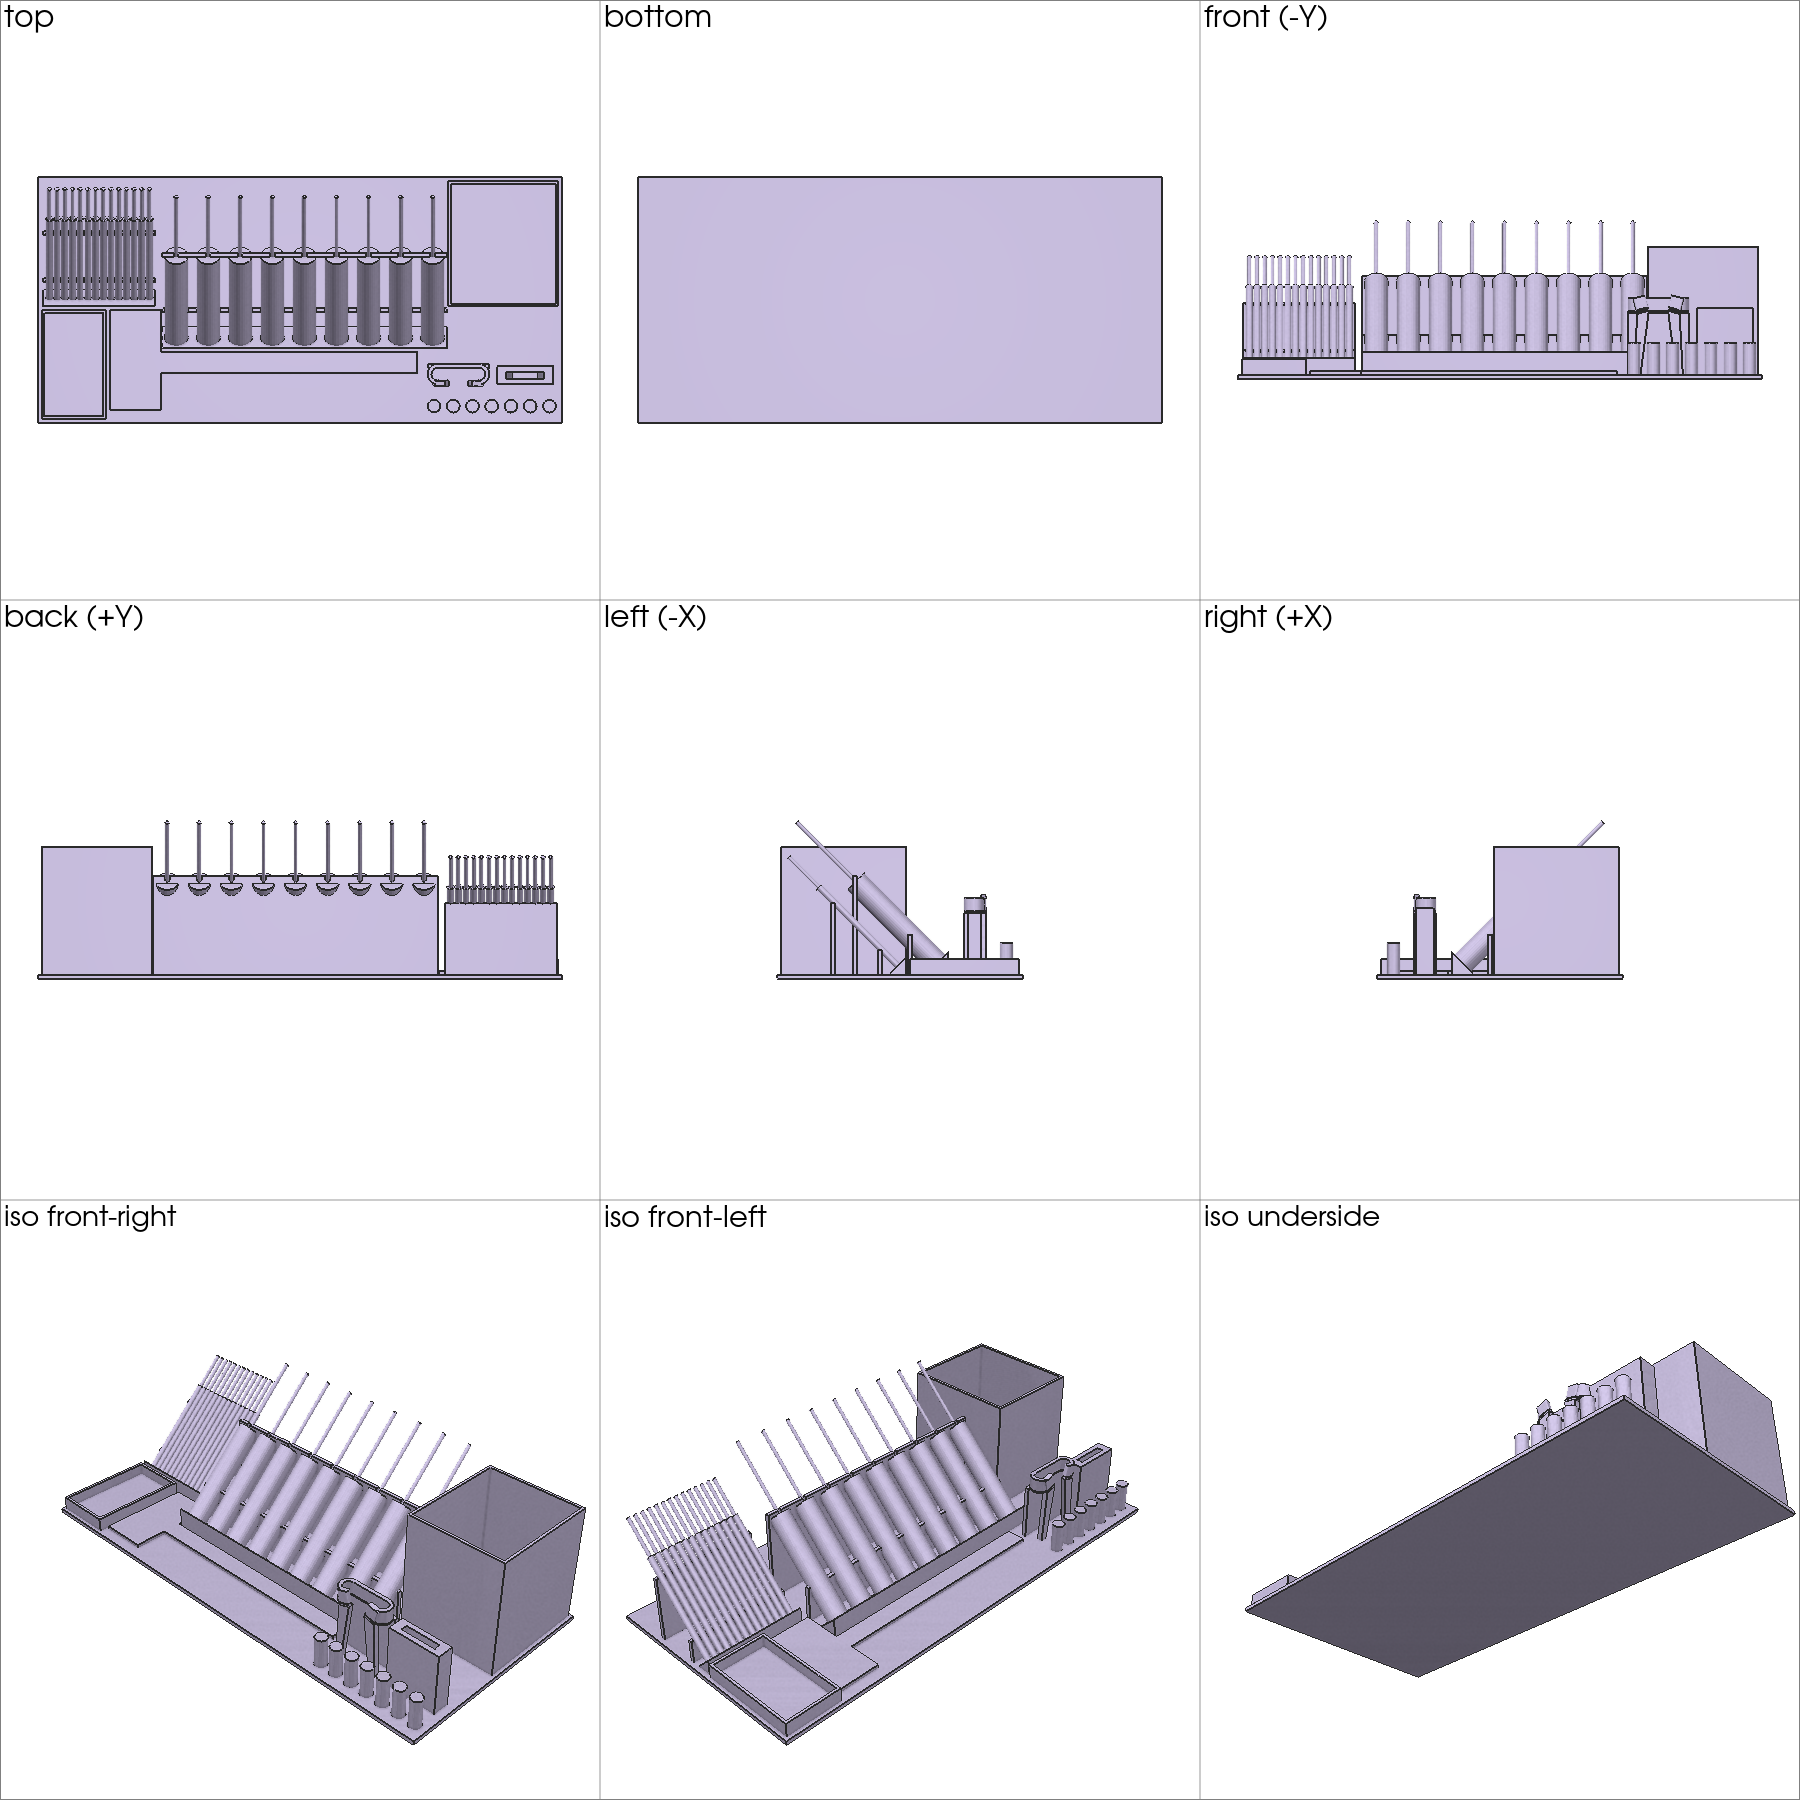 top
bottom
front (-Y)
back (+Y)
left (-X)
right (+X)
iso front-right
iso front-left
iso underside